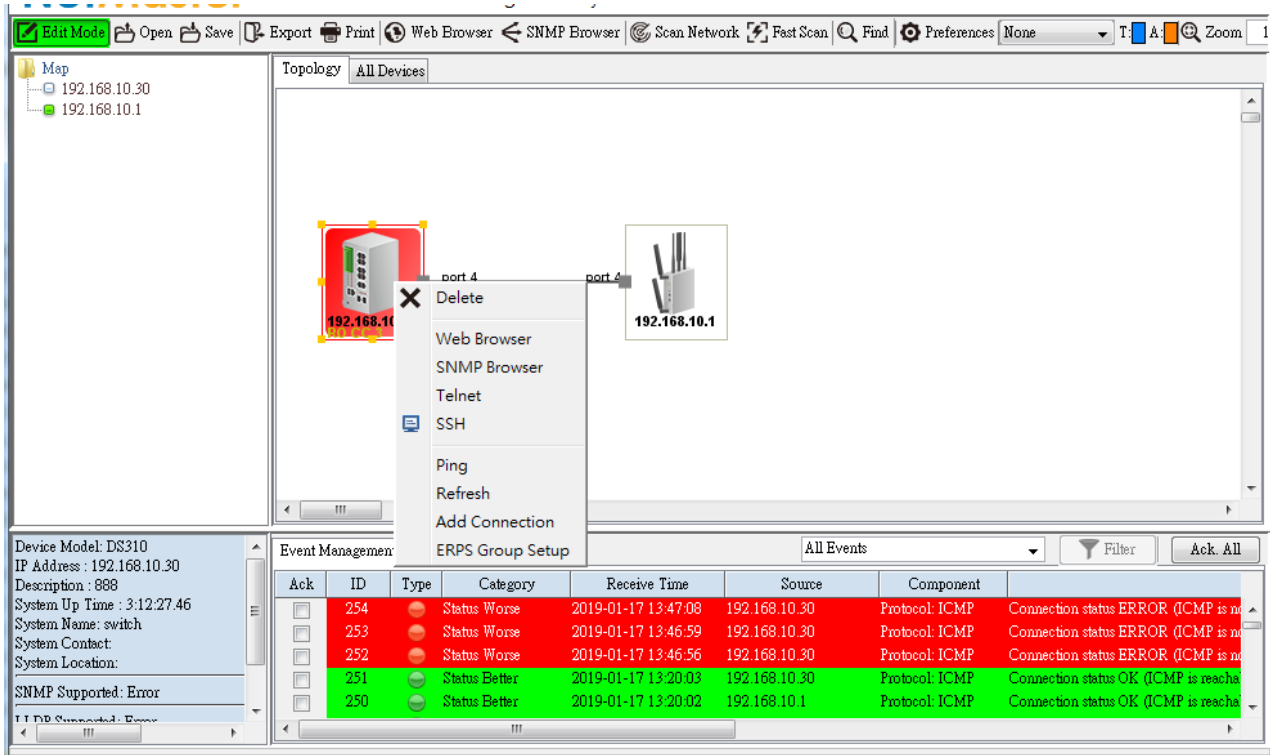 Edit Mode Open Save Export Print Web Browser SNMP Browser Scan Network Fast Scan Find Preferences None T: A: Zoom 1
Map
192.168.10.30
192.168.10.1
Topology All Devices
port 4 port 4
192.168.10.1
Delete
Web Browser
SNMP Browser
Telnet
SSH
Ping
Refresh
Add Connection
ERPS Group Setup
Device Model: DS310
IP Address : 192.168.10.30
Description : 888
System Up Time : 3:12:27.46
System Name: switch
System Contact:
System Location:
SNMP Supported: Error
Event All Events Filter Ack. All
Ack ID Type Category Receive Time Source Component
254 Status Worse 2019-01-17 13:47:08 192.168.10.30 Protocol: ICMP Connection status ERROR (ICMP is
253 Status Worse 2019-01-17 13:46:59 192.168.10.30 Protocol: ICMP Connection status ERROR (ICMP is
252 Status Worse 2019-01-17 13:46:56 192.168.10.30 Protocol: ICMP Connection status ERROR (ICMP is
251 Status Better 2019-01-17 13:20:03 192.168.10.30 Protocol: ICMP Connection status OK (ICMP is
250 Status Better 2019-01-17 13:20:02 192.168.10.1 Protocol: ICMP Connection status OK (ICMP is